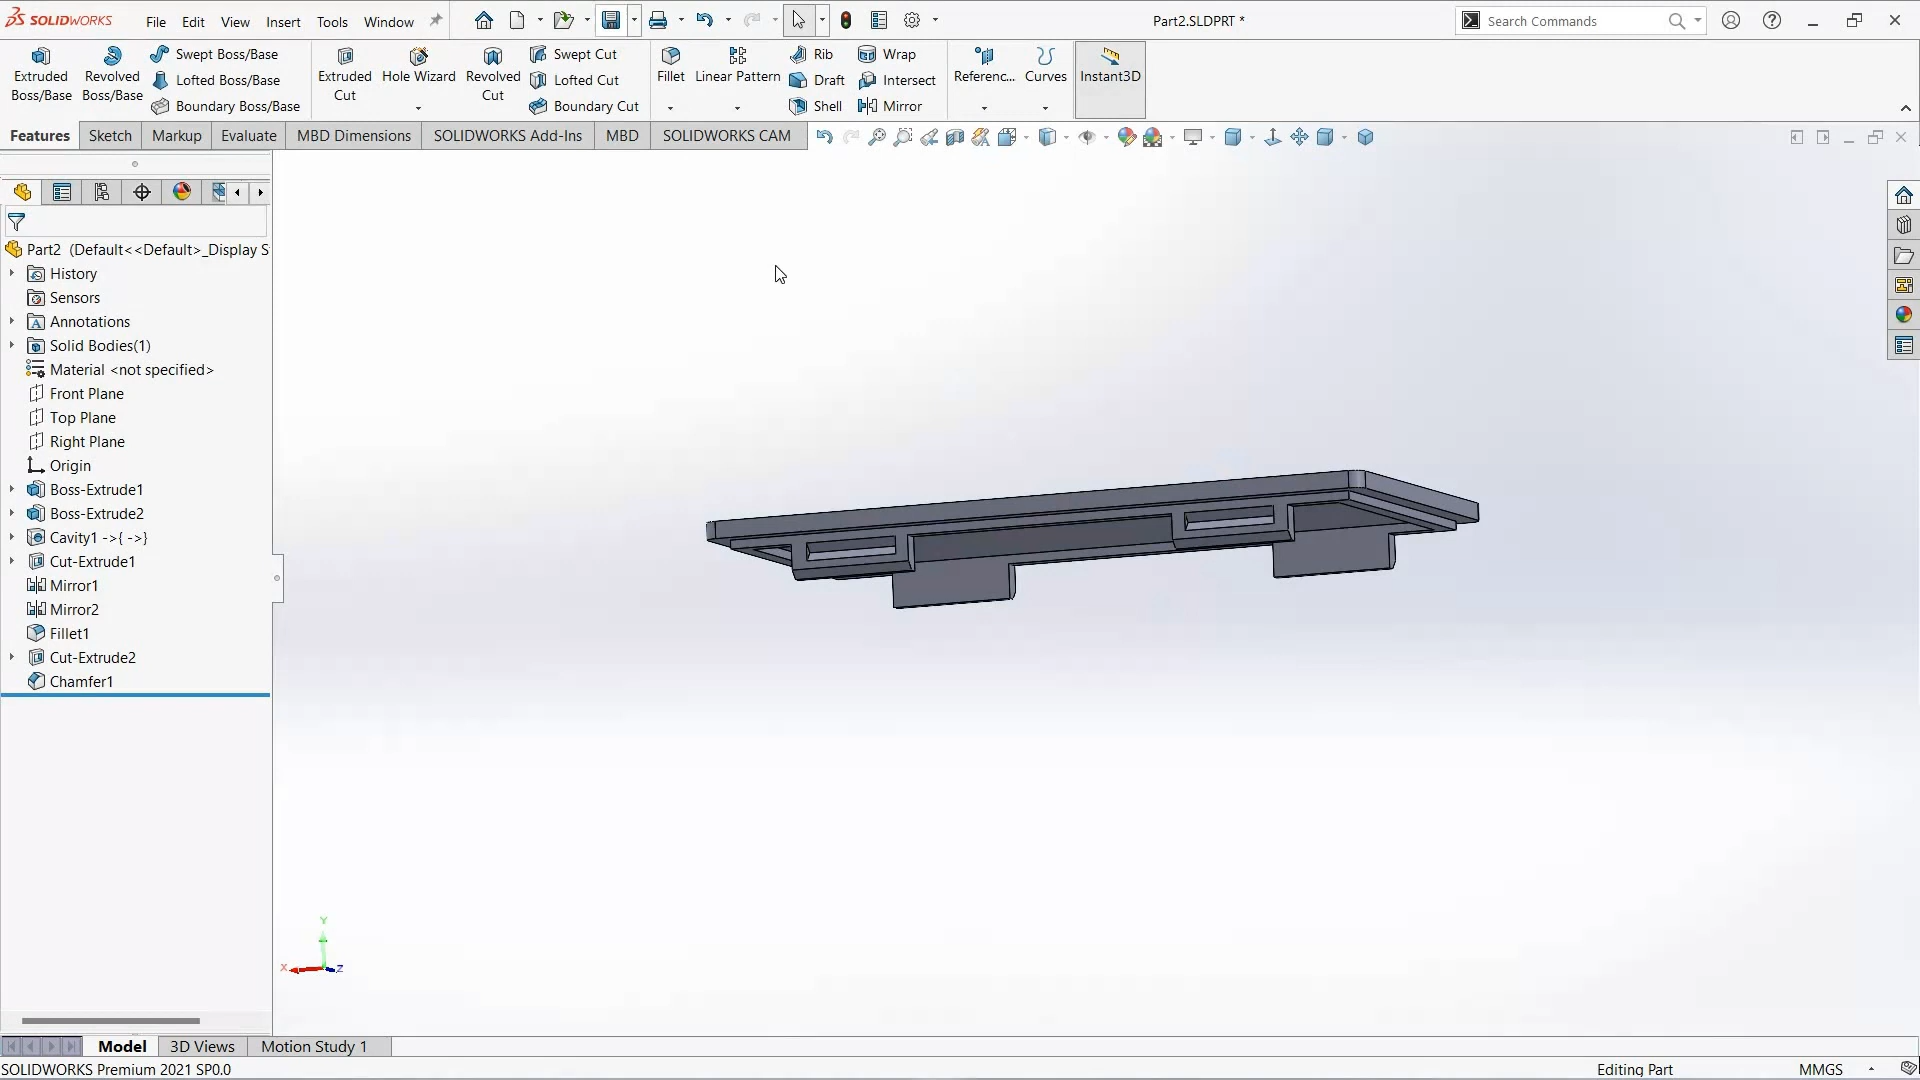 SOLIDWORKS File Edit View Insert Tools Window Part2.SLDPRT * Search Commands
Extruded Boss/Base
Revolved Boss/Base
Swept Boss/Base
Lofted Boss/Base
Boundary Boss/Base
Extruded Cut
Hole Wizard
Revolved Cut
Swept Cut
Lofted Cut
Boundary Cut
Fillet
Linear Pattern
Rib
Draft
Shell
Wrap
Intersect
Mirror
Referenc...
Curves
Instant3D
Features Sketch Markup Evaluate MBD Dimensions SOLIDWORKS Add-Ins MBD SOLIDWORKS CAM
Part2 (Default<<Default>_Display S
History
Sensors
Annotations
Solid Bodies(1)
Material <not specified>
Front Plane
Top Plane
Right Plane
Origin
Boss-Extrude1
Boss-Extrude2
Cavity1 ->{ ->}
Cut-Extrude1
Mirror1
Mirror2
Fillet1
Cut-Extrude2
Chamfer1
Y
X
Z
Model 3D Views Motion Study 1
SOLIDWORKS Premium 2021 SP0.0 Editing Part MMGS